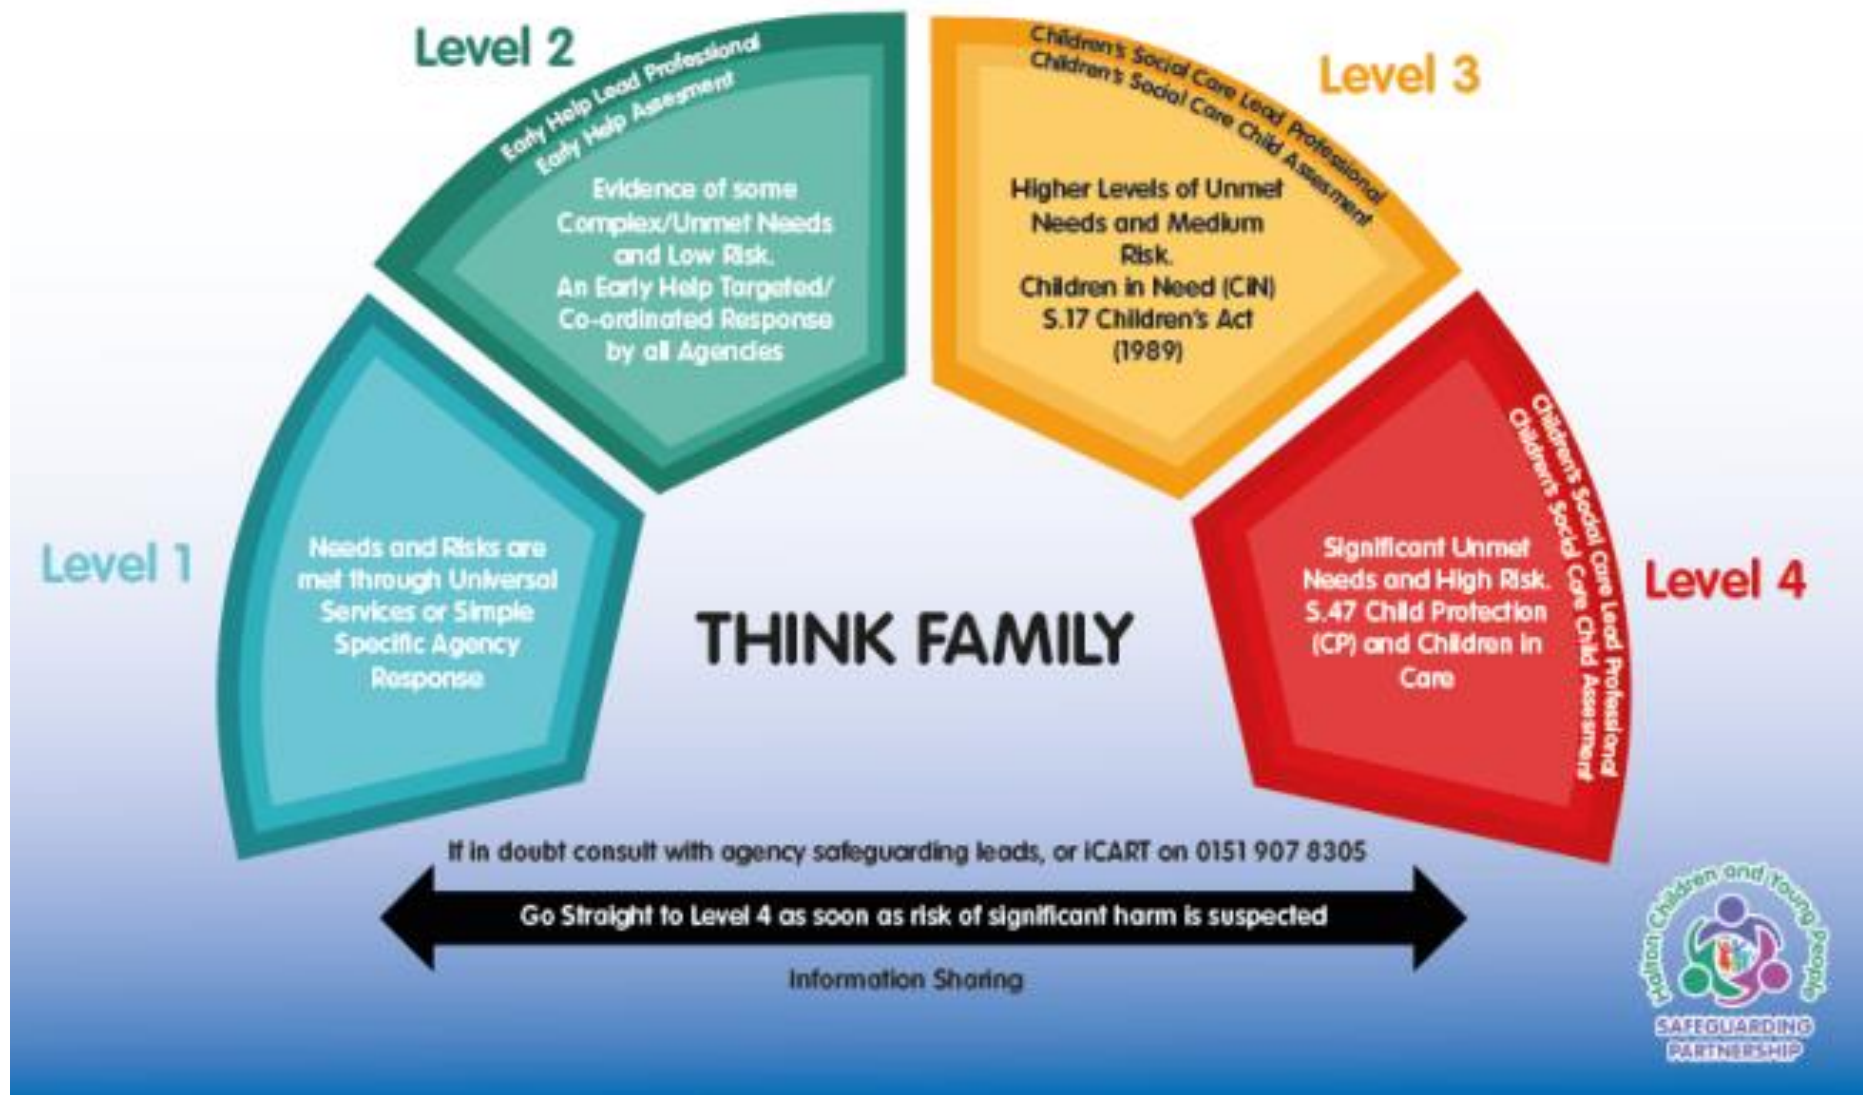 Level 2
Early Help Lead Professional
Early Help Assesment
Evidence of some
Complex/Unmet Needs
and Low Risk.
An Early Help Targeted/
Co-ordinated Response
by all Agencies
Level 3
Children's Social Care Lead Professional
Children's Social Care Child Assesment
Higher Levels of Unmet
Needs and Medium
Risk.
Children in Need (CiN)
S.17 Children's Act
(1989)
Level 1
Needs and Risks are
met through Universal
Services or Simple
Specific Agency
Response
THINK FAMILY
Level 4
Children's Social Care Lead Professional
Children's Social Care Child Assesment
Significant Unmet
Needs and High Risk.
S.47 Child Protection
(CP) and Children in
Care
If in doubt consult with agency safeguarding leads, or iCART on 0151 907 8305
Go Straight to Level 4 as soon as risk of significant harm is suspected
Information Sharing
Halton Children and Young People
SAFEGUARDING
PARTNERSHIP